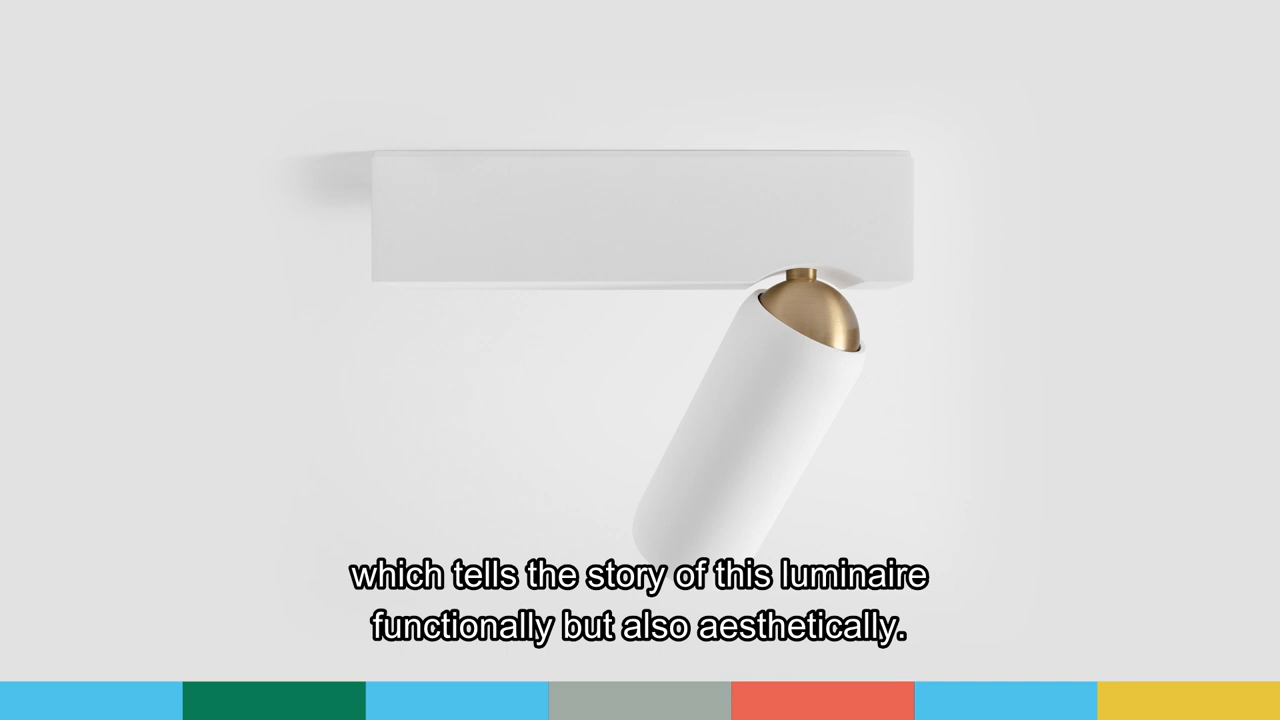 which tells the story of this luminaire
functionally but also aesthetically.